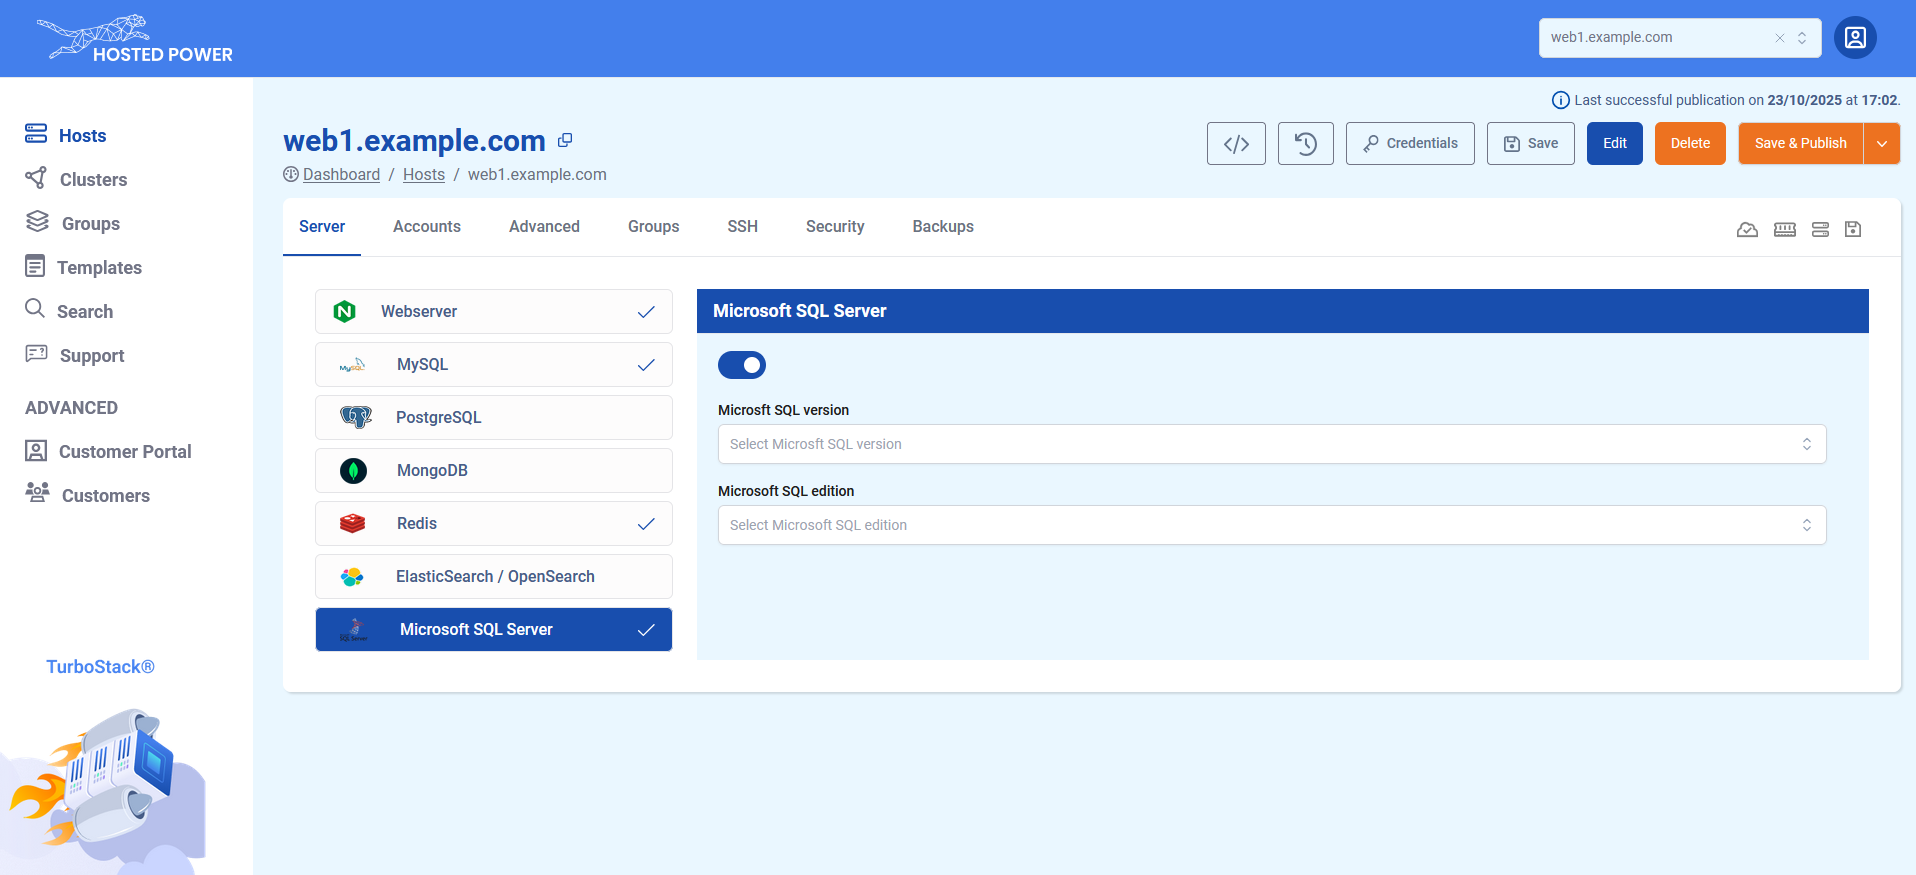 HOSTED POWER
web1.example.com
Last successful publication on 23/10/2025 at 17:02.
web1.example.com
Credentials
Save
Edit
Delete
Save & Publish
Dashboard / Hosts / web1.example.com
Hosts
Clusters
Groups
Templates
Search
Support
ADVANCED
Customer Portal
Customers
TurboStack®
Server
Accounts
Advanced
Groups
SSH
Security
Backups
Webserver
MySQL
MySQL
PostgreSQL
MongoDB
Redis
ElasticSearch / OpenSearch
SQL Server
Microsoft SQL Server
Microsoft SQL Server
Microsft SQL version
Select Microsft SQL version
Microsoft SQL edition
Select Microsoft SQL edition